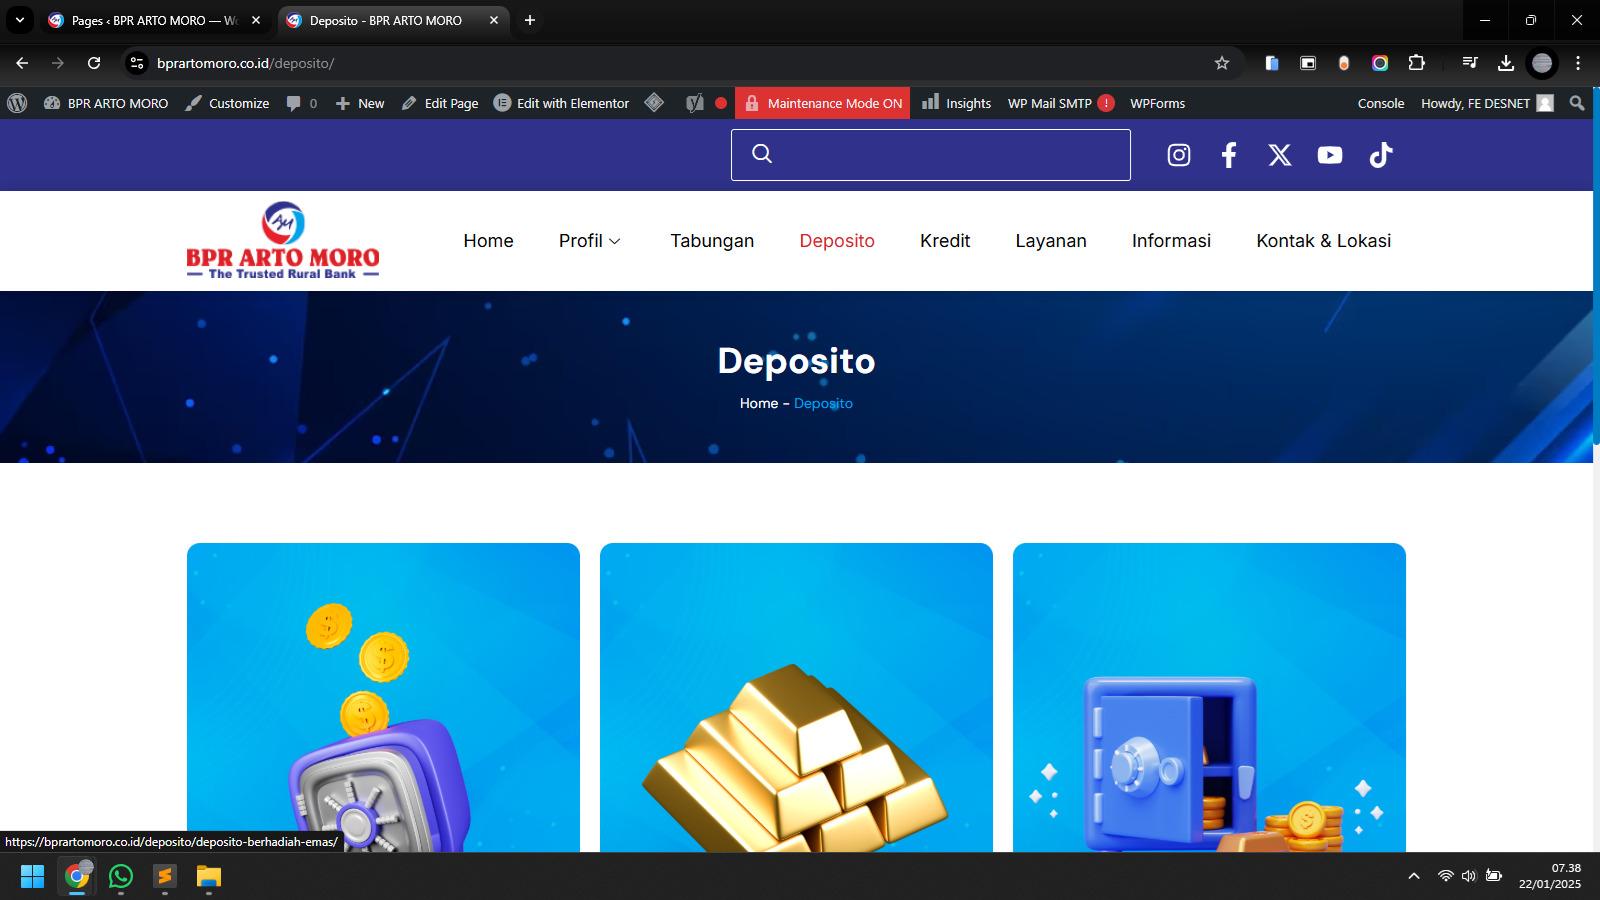 Pages ‹ BPR ARTO MORO — Wo
Deposito - BPR ARTO MORO
bprartomoro.co.id/deposito/
BPR ARTO MORO
Customize
0
New
Edit Page
Edit with Elementor
Maintenance Mode ON
Insights
WP Mail SMTP !
WPForms
Console
Howdy, FE DESNET
AM
BPR ARTO MORO
The Trusted Rural Bank
Home
Profil
Tabungan
Deposito
Kredit
Layanan
Informasi
Kontak & Lokasi
Deposito
Home - Deposito
https://bprartomoro.co.id/deposito/deposito-berhadiah-emas/
07.38
22/01/2025